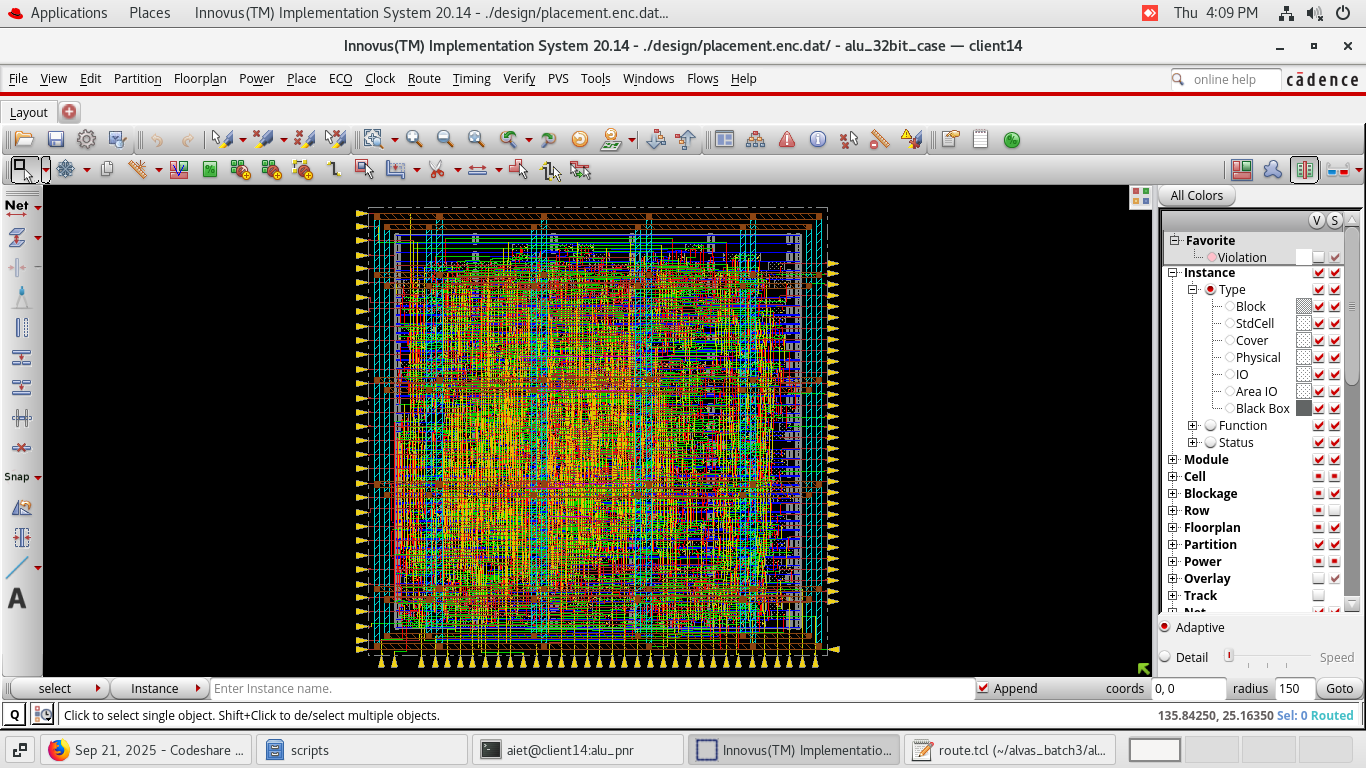 Applications Places Innovus(TM) Implementation System 20.14 - ./design/placement.enc.dat... Thu 4:09 PM
Innovus(TM) Implementation System 20.14 - ./design/placement.enc.dat/ - alu_32bit_case — client14
File View Edit Partition Floorplan Power Place ECO Clock Route Timing Verify PVS Tools Windows Flows Help online help cādence
Layout
All Colors
Net
V S
Favorite
Violation
Instance
Type
Block
StdCell
Cover
Physical
IO
Area IO
Black Box
Function
Status
Module
Snap
Cell
Blockage
Row
Floorplan
Partition
Power
Overlay
Track
A
Net
Adaptive
Detail Speed
select Instance Enter Instance name. Append coords 0, 0 radius 150 Goto
Q Click to select single object. Shift+Click to de/select multiple objects. 135.84250, 25.16350 Sel: 0 Routed
Sep 21, 2025 - Codeshare ... scripts aiet@client14:alu_pnr Innovus(TM) Implementatio... route.tcl (~/alvas_batch3/al...